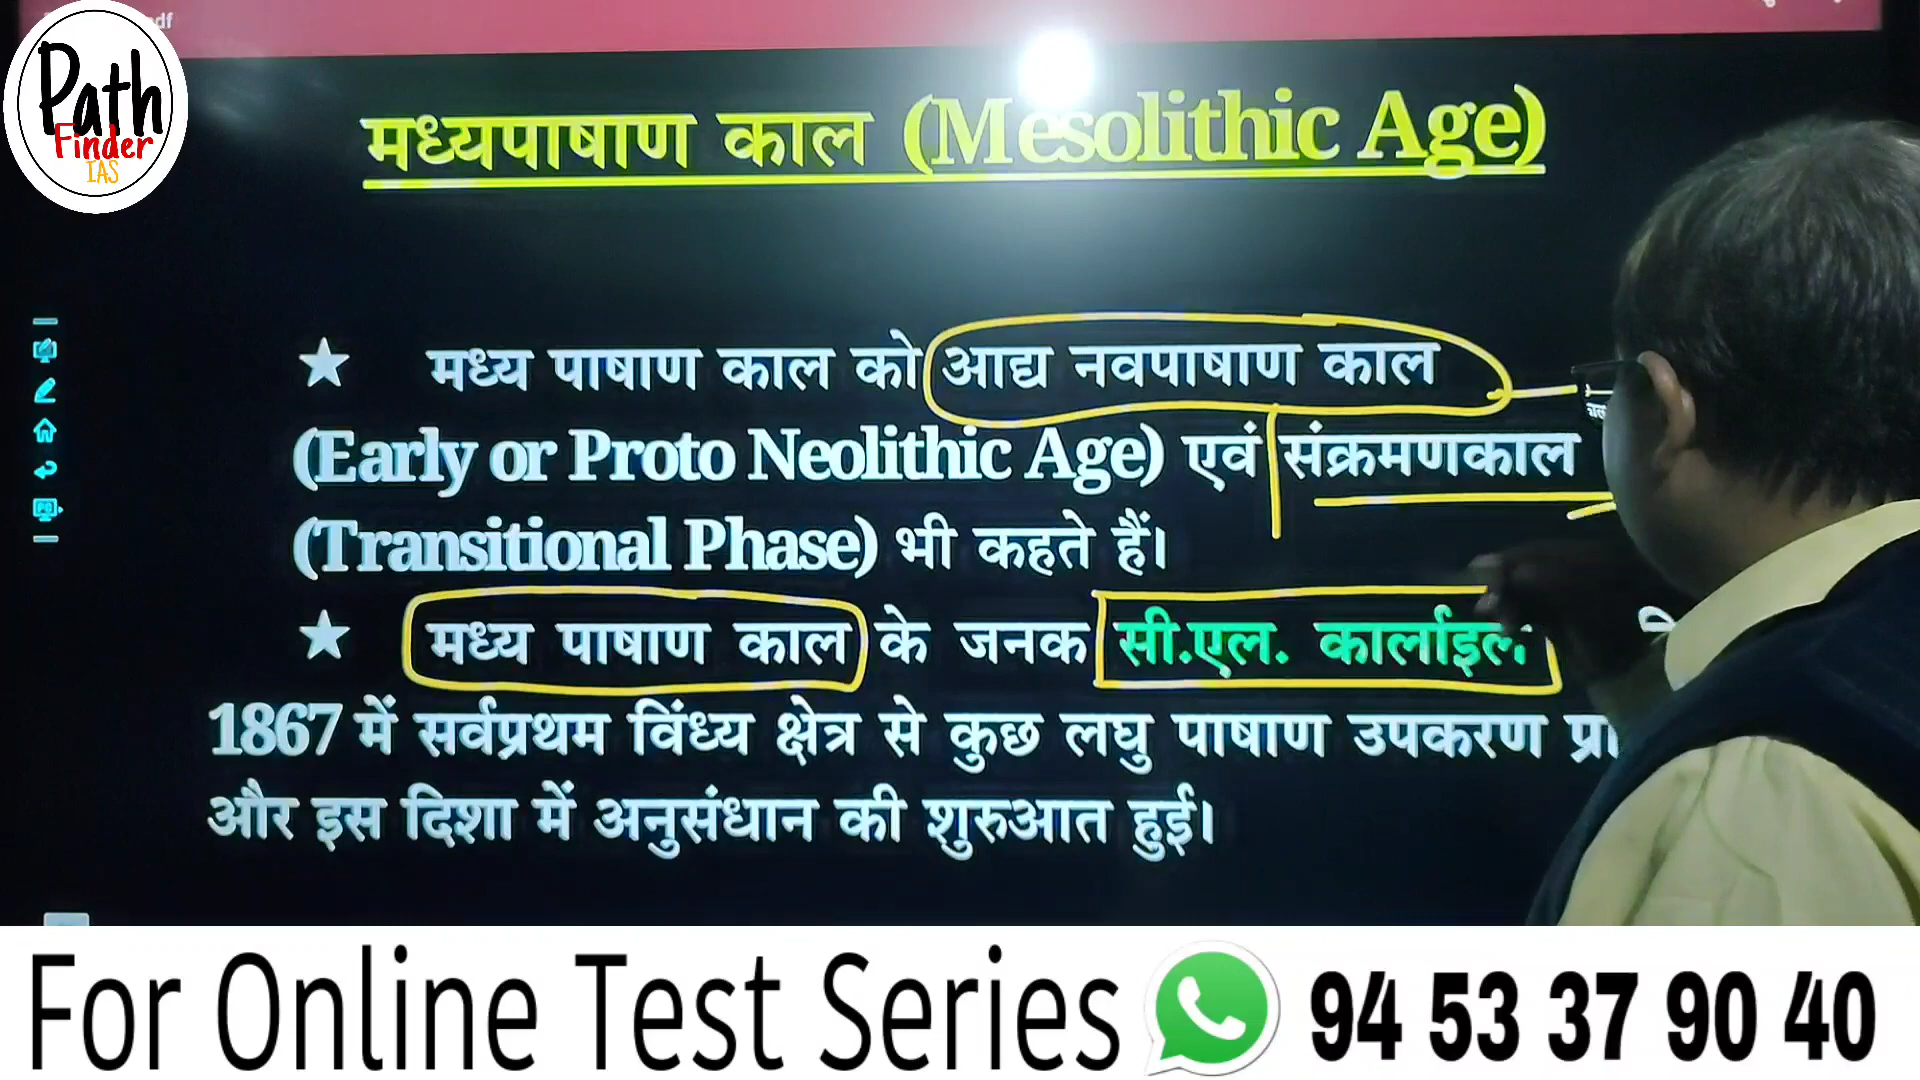 Path
Finder
IAS
मध्यपाषाण काल (Mesolithic Age)
★ मध्य पाषाण काल को आद्य नवपाषाण काल
(Early or Proto Neolithic Age) एवं संक्रमणकाल
(Transitional Phase) भी कहते हैं।
★ मध्य पाषाण काल के जनक सी.एल. कार्लाइल
1867 में सर्वप्रथम विंध्य क्षेत्र से कुछ लघु पाषाण उपकरण
और इस दिशा में अनुसंधान की शुरुआत हुई।
For Online Test Series 94 53 37 90 40